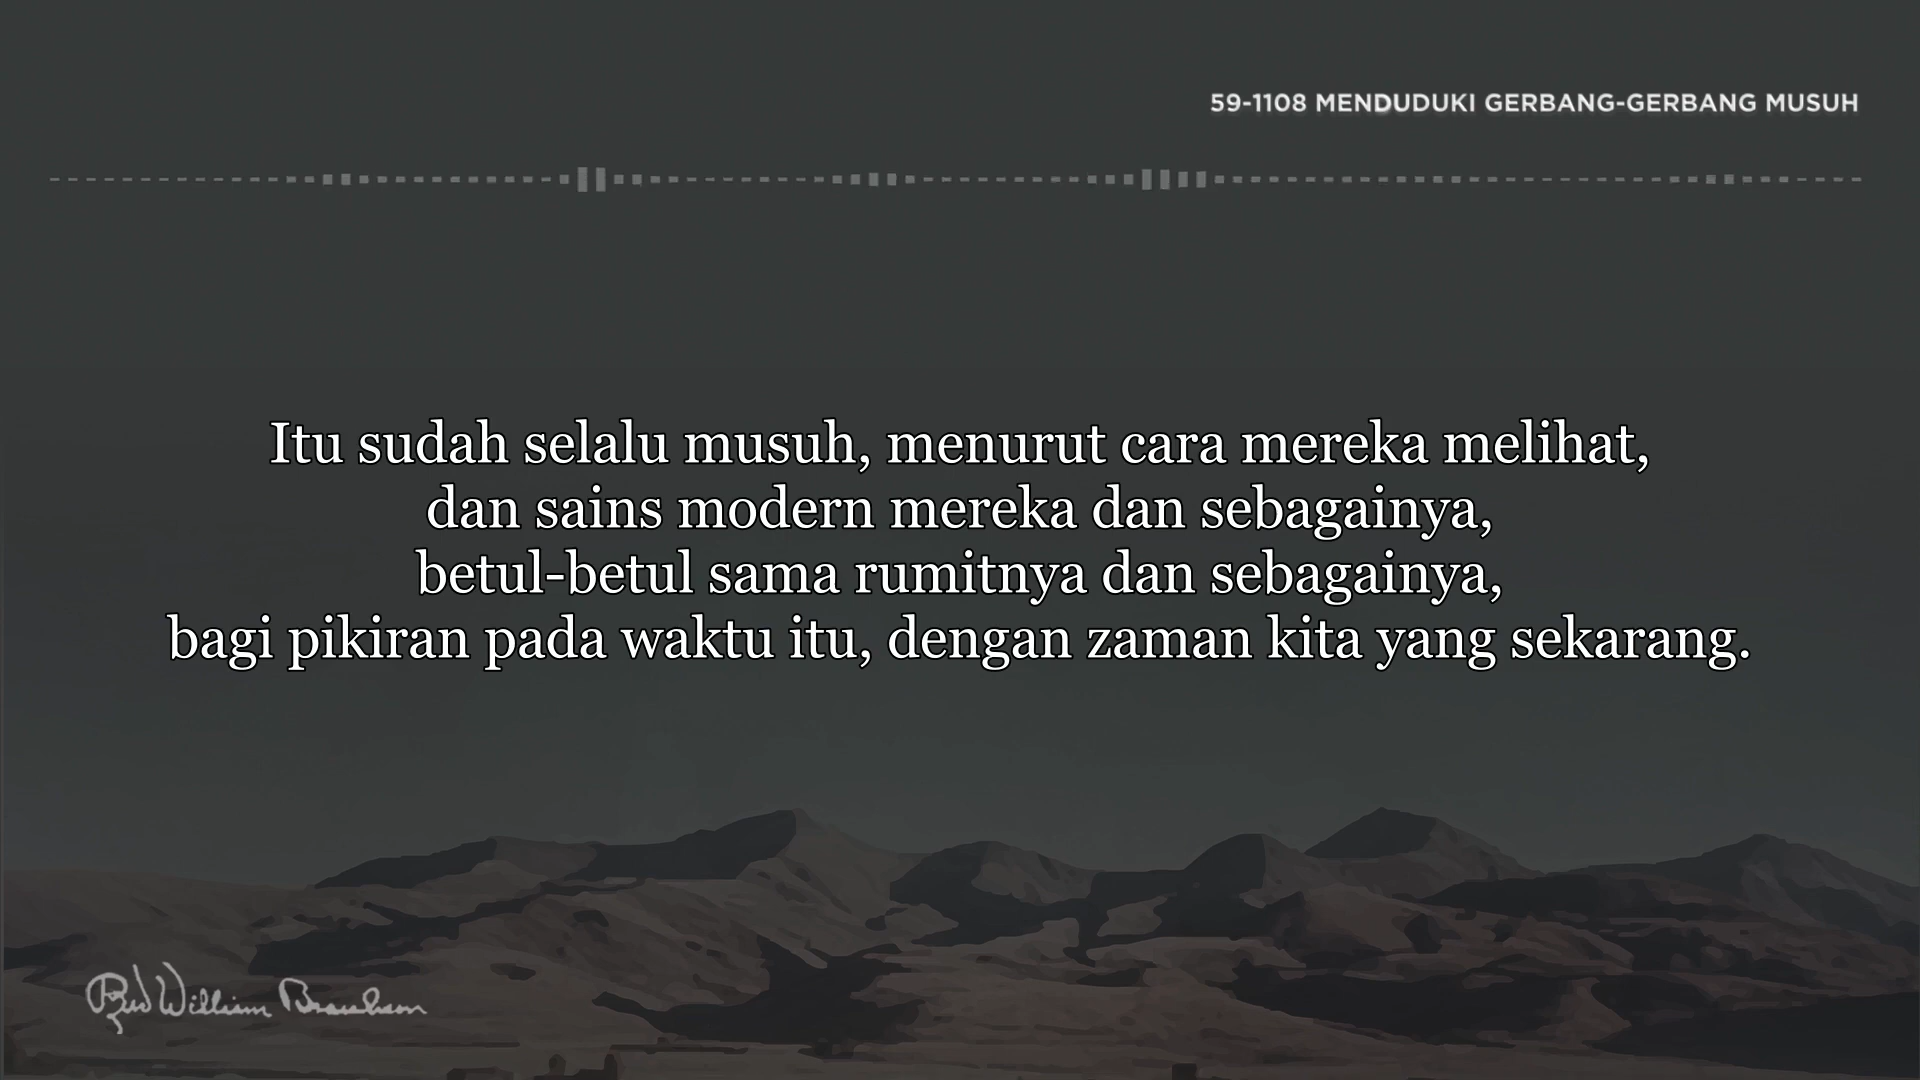 59-1108 MENDUDUKI GERBANG-GERBANG MUSUH
Itu sudah selalu musuh, menurut cara mereka melihat,
dan sains modern mereka dan sebagainya,
betul-betul sama rumitnya dan sebagainya,
bagi pikiran pada waktu itu, dengan zaman kita yang sekarang.
Rev William Branham